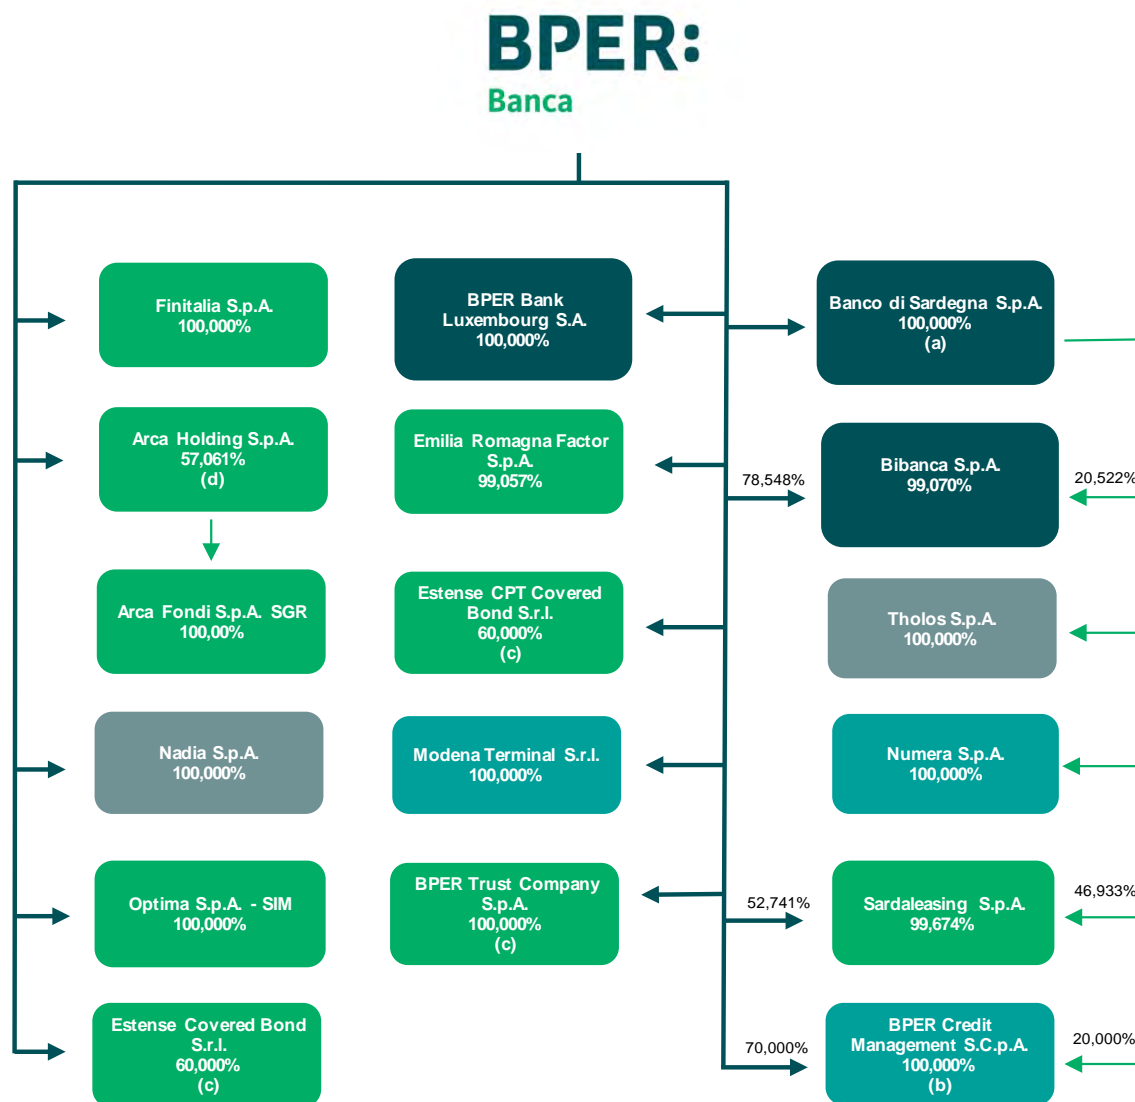 BPER:
Banca
Finitalia S.p.A.
100,000%
BPER Bank
Luxembourg S.A.
100,000%
Banco di Sardegna S.p.A.
100,000%
(a)
Arca Holding S.p.A.
57,061%
(d)
Emilia Romagna Factor
S.p.A.
99,057%
78,548%
Bibanca S.p.A.
99,070%
20,522%
Arca Fondi S.p.A. SGR
100,00%
Estense CPT Covered
Bond S.r.l.
60,000%
(c)
Tholos S.p.A.
100,000%
Nadia S.p.A.
100,000%
Modena Terminal S.r.l.
100,000%
Numera S.p.A.
100,000%
Optima S.p.A. - SIM
100,000%
BPER Trust Company
S.p.A.
100,000%
(c)
52,741%
Sardaleasing S.p.A.
99,674%
46,933%
Estense Covered Bond
S.r.l.
60,000%
(c)
70,000%
BPER Credit
Management S.C.p.A.
100,000%
(b)
20,000%